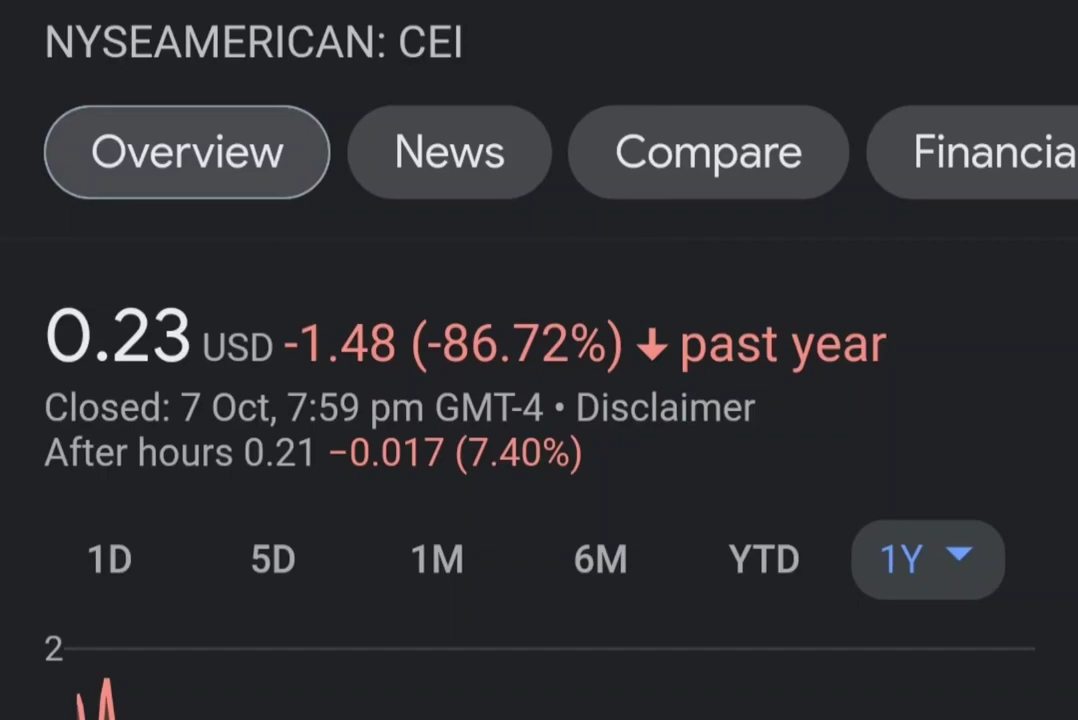 NYSEAMERICAN: CEI
Overview News Compare Financia
0.23 USD -1.48 (-86.72%) ↓ past year
Closed: 7 Oct, 7:59 pm GMT-4 • Disclaimer
After hours 0.21 −0.017 (7.40%)
1D 5D 1M 6M YTD 1Y
2